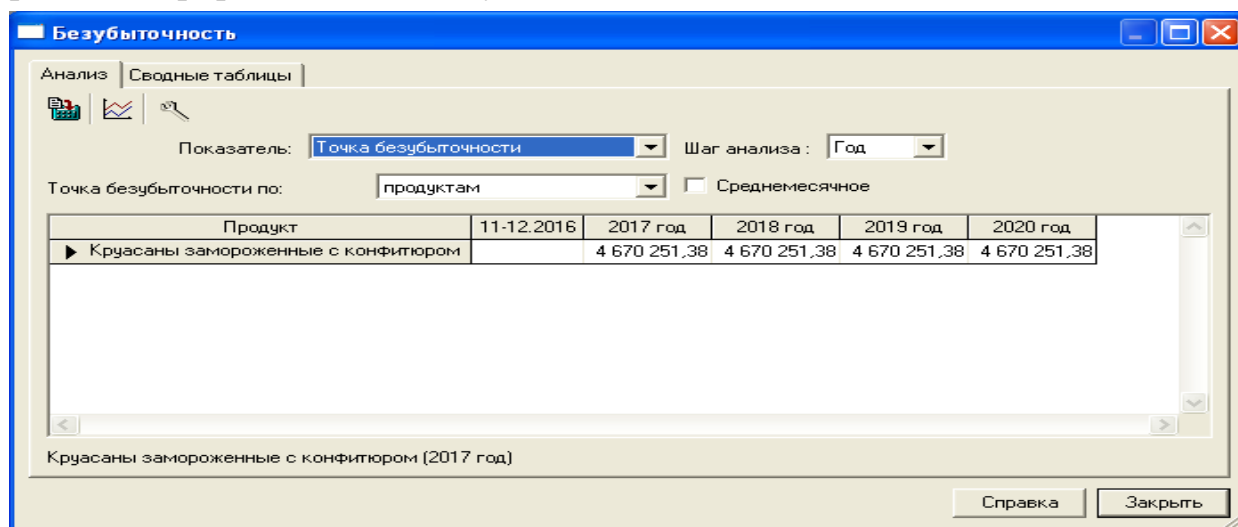 Безубыточность
Анализ Сводные таблицы
Показатель: Точка безубыточности Шаг анализа : Год
Точка безубыточности по: продуктам Среднемесячное
Продукт 11-12.2016 2017 год 2018 год 2019 год 2020 год
Круасаны замороженные с конфитюром 4 670 251,38 4 670 251,38 4 670 251,38 4 670 251,38
Круасаны замороженные с конфитюром (2017 год)
Справка Закрыть